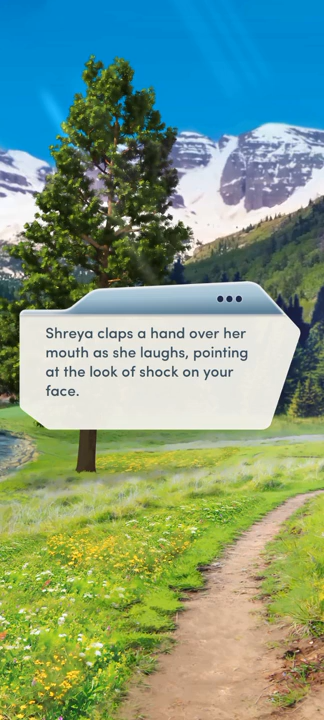 Shreya claps a hand over her
mouth as she laughs, pointing
at the look of shock on your
face.